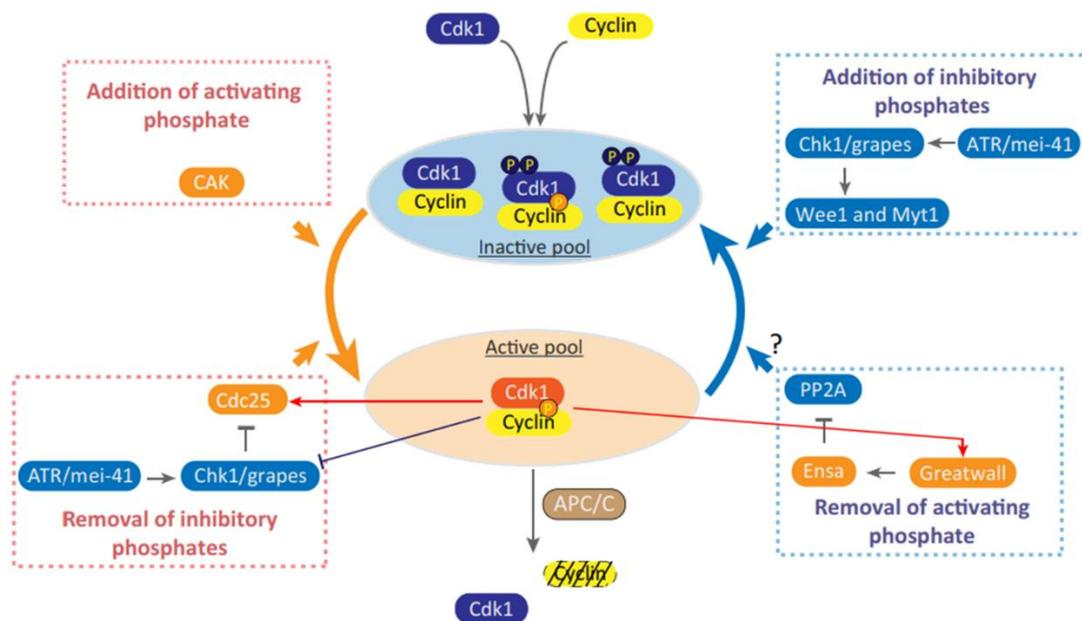 Cdk1
Cyclin
Addition of activating
phosphate
CAK
Addition of inhibitory
phosphates
Chk1/grapes
ATR/mei-41
Wee1 and Myt1
Cdk1
Cyclin
P P
Cdk1
P
Cyclin
P P
Cdk1
Cyclin
Inactive pool
Active pool
Cdk1
P
Cyclin
Cdc25
ATR/mei-41
Chk1/grapes
Removal of inhibitory
phosphates
?
PP2A
Ensa
Greatwall
Removal of activating
phosphate
APC/C
Cyclin
Cdk1